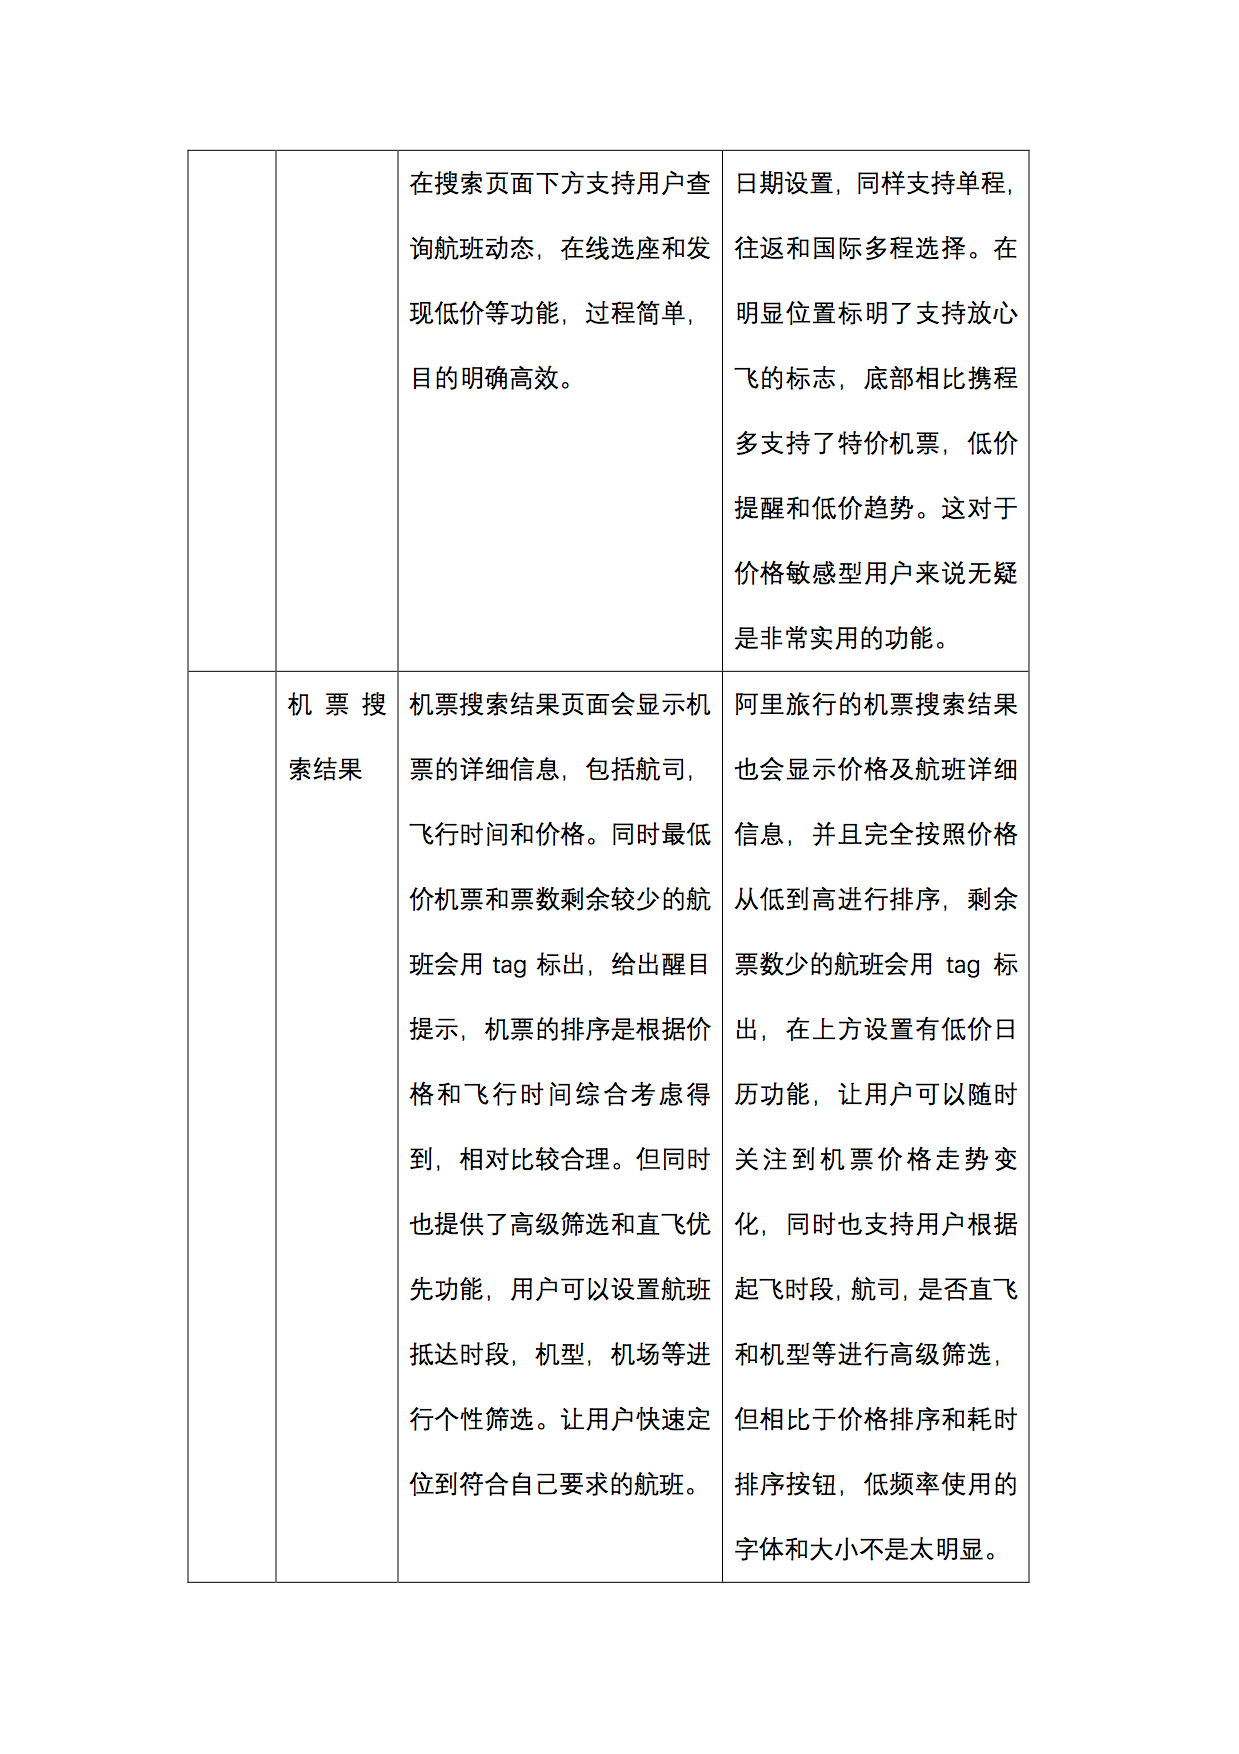 在搜索页面下方支持用户查
询航班动态，在线选座和发
现低价等功能，过程简单，
目的明确高效。
日期设置，同样支持单程，
往返和国际多程选择。在
明显位置标明了支持放心
飞的标志，底部相比携程
多支持了特价机票，低价
提醒和低价趋势。这对于
价格敏感型用户来说无疑
是非常实用的功能。
机票搜
索结果
机票搜索结果页面会显示机
票的详细信息，包括航司，
飞行时间和价格。同时最低
价机票和票数剩余较少的航
班会用 tag 标出，给出醒目
提示，机票的排序是根据价
格和飞行时间综合考虑得
到，相对比较合理。但同时
也提供了高级筛选和直飞优
先功能，用户可以设置航班
抵达时段，机型，机场等进
行个性筛选。让用户快速定
位到符合自己要求的航班。
阿里旅行的机票搜索结果
也会显示价格及航班详细
信息，并且完全按照价格
从低到高进行排序，剩余
票数少的航班会用 tag 标
出，在上方设置有低价日
历功能，让用户可以随时
关注到机票价格走势变
化，同时也支持用户根据
起飞时段，航司，是否直飞
和机型等进行高级筛选，
但相比于价格排序和耗时
排序按钮，低频率使用的
字体和大小不是太明显。